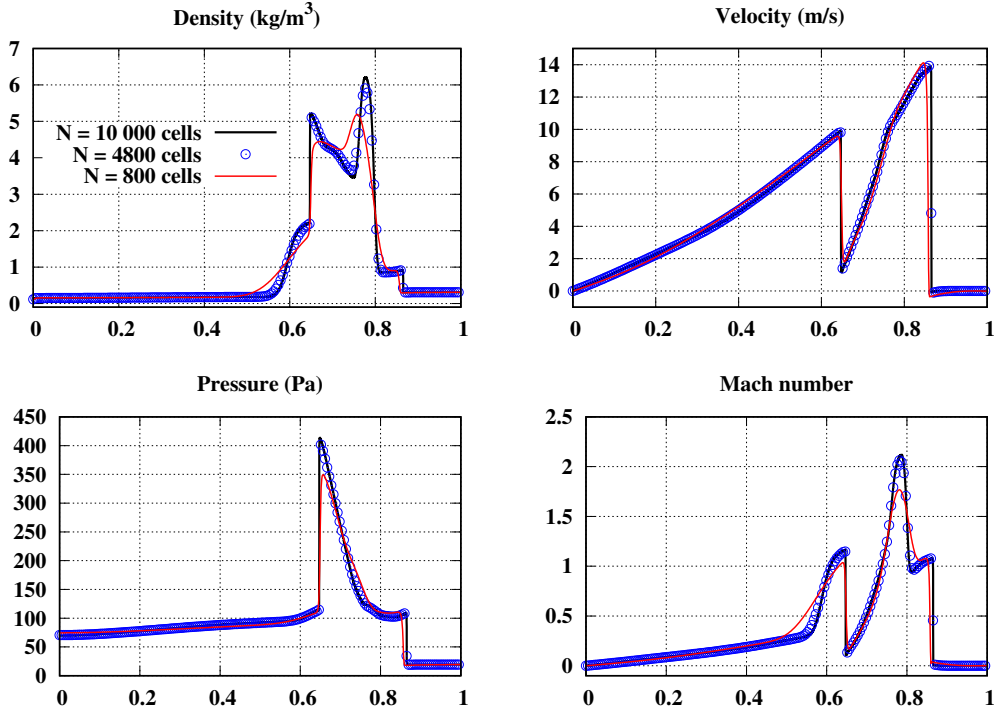 Density (kg/m³)
7
6
5
4
3
2
1
0
N = 10 000 cells
N = 4800 cells
N = 800 cells
0 0.2 0.4 0.6 0.8 1
Velocity (m/s)
14
12
10
8
6
4
2
0
0 0.2 0.4 0.6 0.8 1
Pressure (Pa)
450
400
350
300
250
200
150
100
50
0
0 0.2 0.4 0.6 0.8 1
Mach number
2.5
2
1.5
1
0.5
0
0 0.2 0.4 0.6 0.8 1